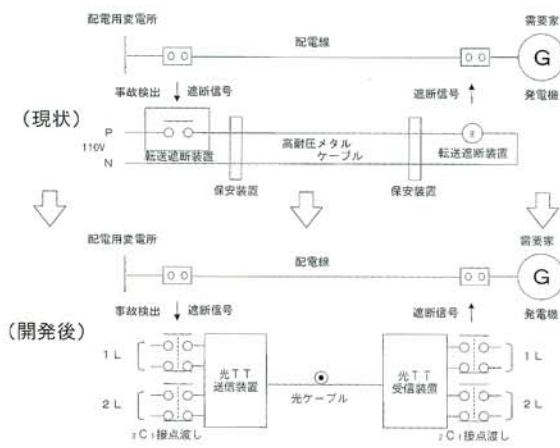 配電用変電所
需要家
配電線
G
発電機
事故検出
遮断信号
遮断信号
(現状)
P
110V
N
転送遮断装置
高耐圧メタル
ケーブル
転送遮断装置
保安装置
保安装置
配電用変電所
需要家
配電線
G
発電機
事故検出
遮断信号
遮断信号
(開発後)
1L
2L
光TT
送信装置
光ケーブル
光TT
受信装置
1L
2L
2C1接点渡し
2C1接点渡し